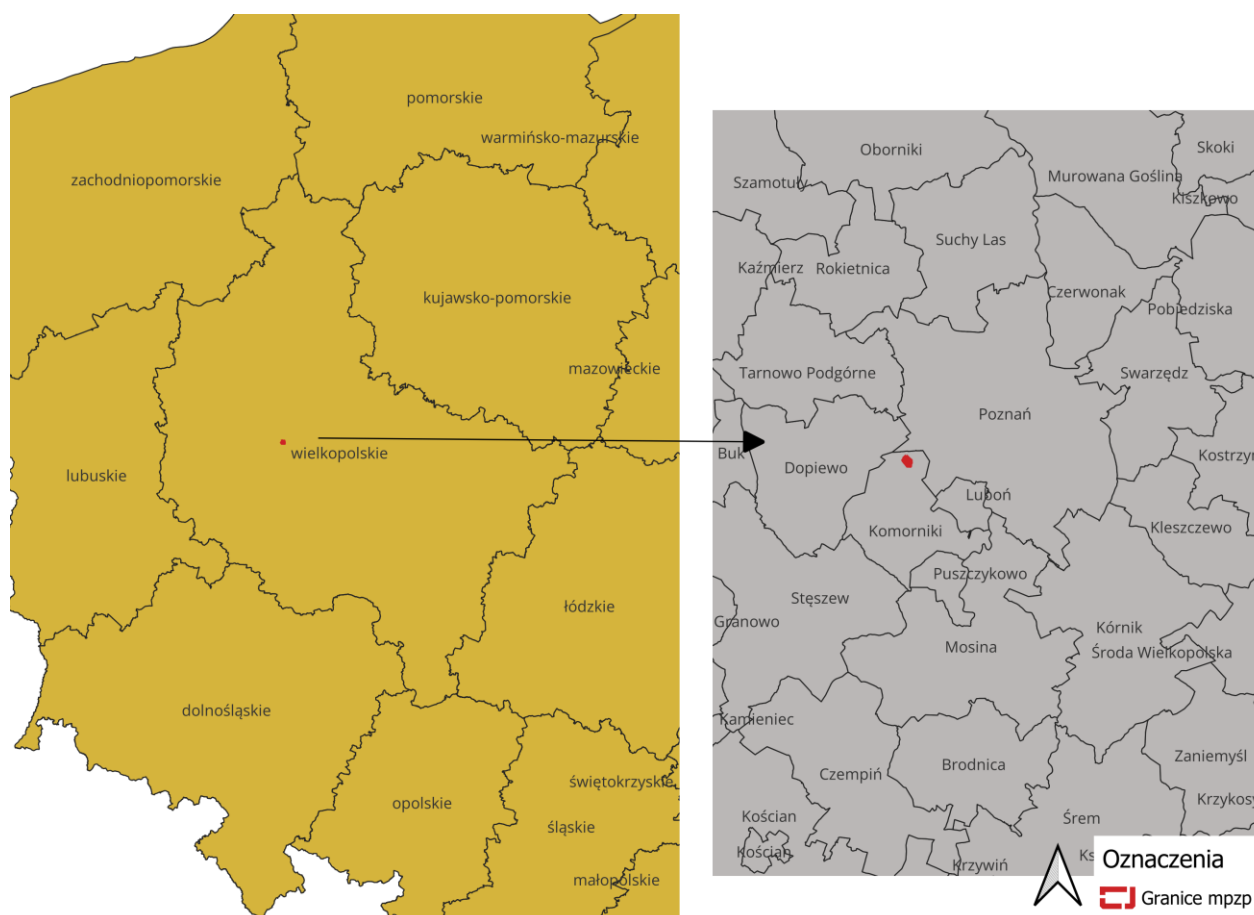 pomorskie
warmińsko-mazurskie
zachodniopomorskie
kujawsko-pomorskie
mazowieckie
wielkopolskie
lubuskie
łódzkie
dolnośląskie
świętokrzyskie
opolskie
śląskie
małopolskie
Oborniki
Skoki
Murowana Goślina
Szamotuły
Kiszkowo
Suchy Las
Kaźmierz
Rokietnica
Czerwonak
Pobiedziska
Tarnowo Podgórne
Swarzędz
Poznań
Buk
Dopiewo
Kostrzyn
Luboń
Komorniki
Kleszczewo
Puszczykowo
Stęszew
Granowo
Kórnik
Mosina
Środa Wielkopolska
Kamieniec
Zaniemyśl
Brodnica
Czempiń
Krzykosy
Kościan
Śrem
Kościan
Krzywiń
Ks
Oznaczenia
Granice mpzp